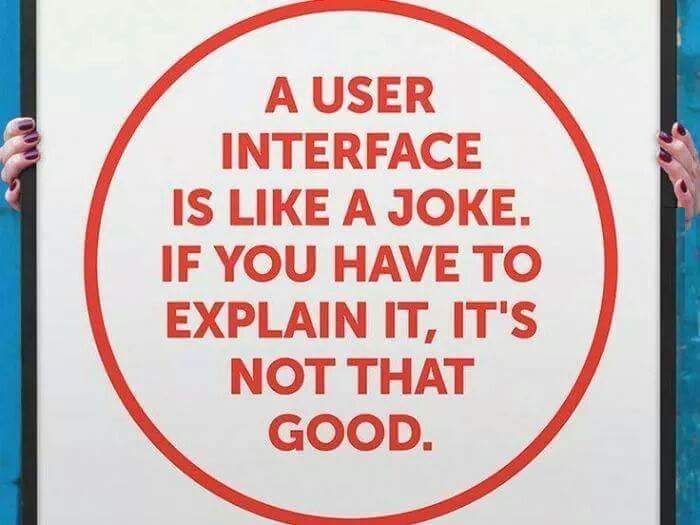 A USER
INTERFACE
IS LIKE A JOKE.
IF YOU HAVE TO
EXPLAIN IT, IT'S
NOT THAT
GOOD.